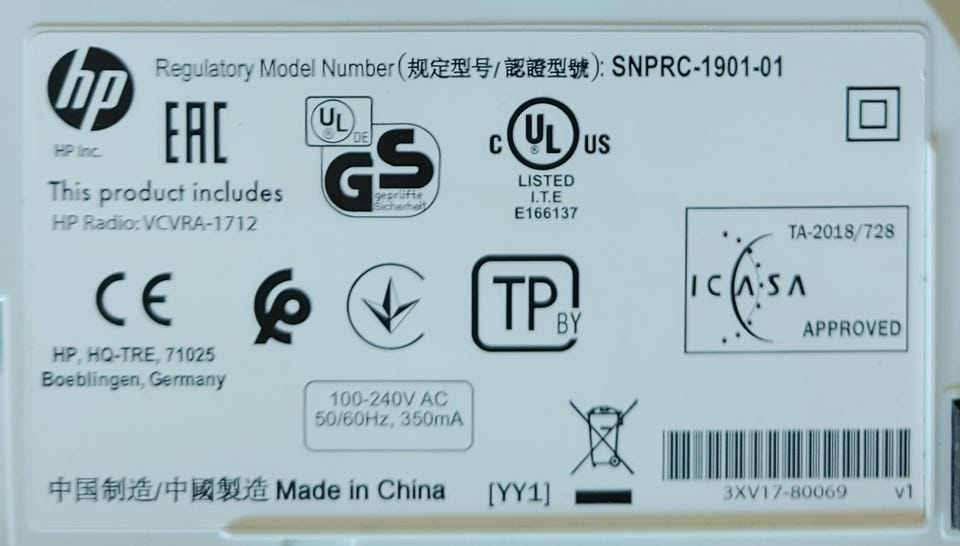 hp
HP Inc.
Regulatory Model Number (规定型号/認證型號): SNPRC-1901-01
EAC
UL
DE
GS
geprüfte
Sicherheit
C UL US
LISTED
I.T.E
E166137
This product includes
HP Radio: VCVRA-1712
TA-2018/728
ICASA
APPROVED
CE
TP
BY
HP, HQ-TRE, 71025
Boeblingen, Germany
100-240V AC
50/60Hz, 350mA
中国制造/中國製造 Made in China
[YY1]
3XV17-80069 v1